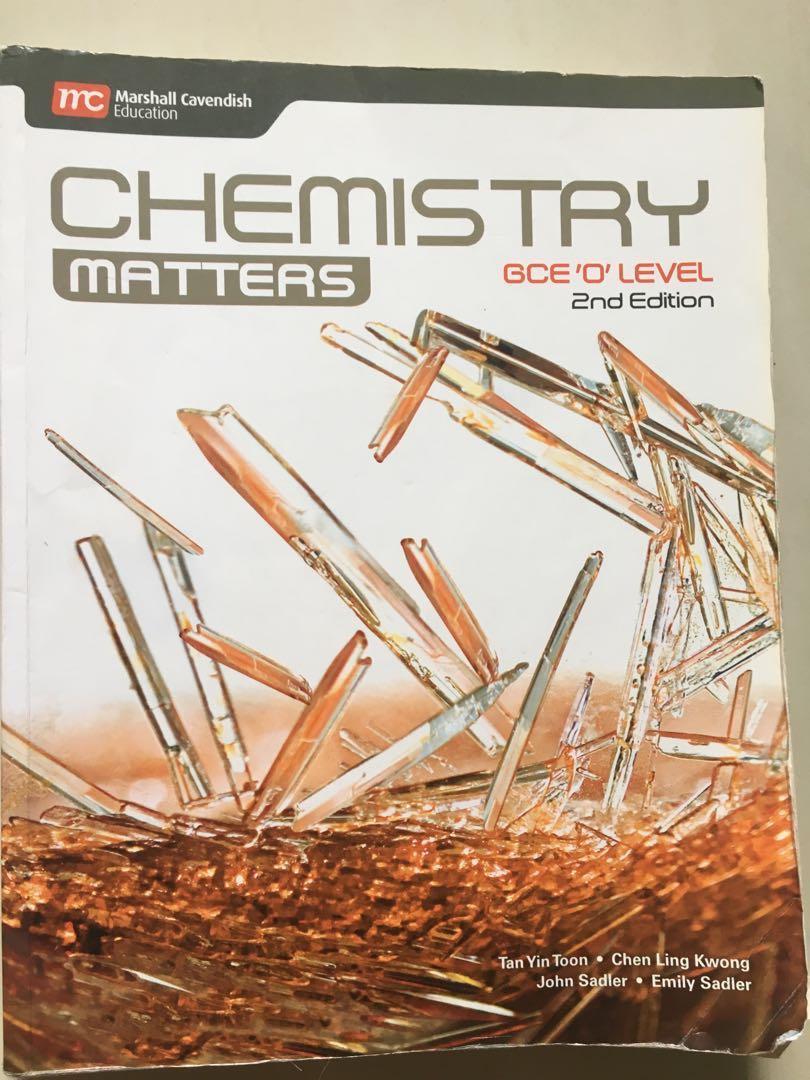 mc Marshall Cavendish
Education
CHEMISTRY
MATTERS
GCE 'O' LEVEL
2nd Edition
Tan Yin Toon • Chen Ling Kwong
John Sadler • Emily Sadler